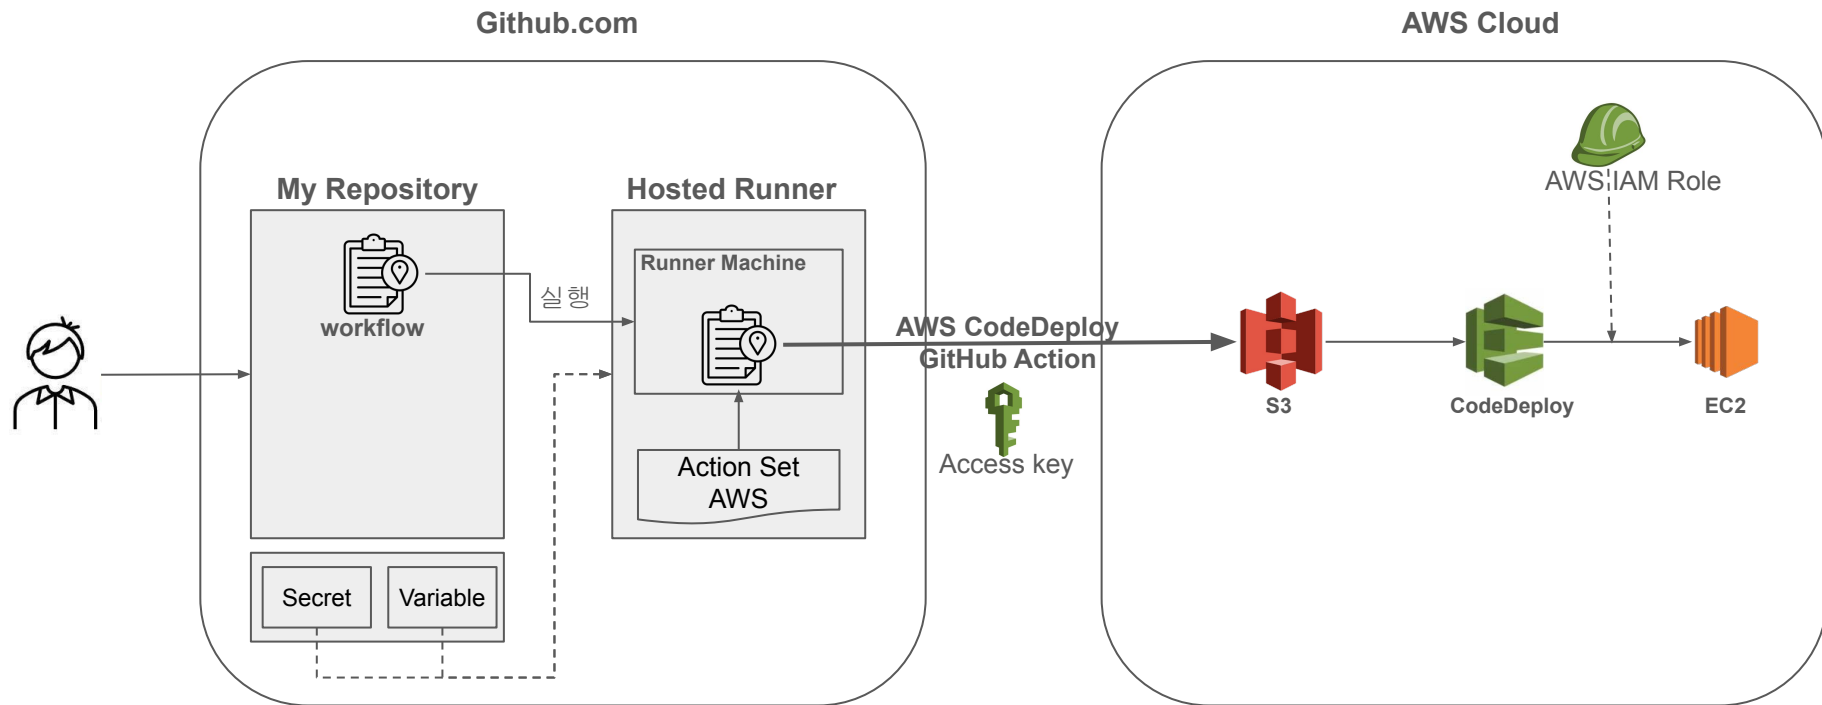 Github.com
AWS Cloud
My Repository
Hosted Runner
AWS IAM Role
Runner Machine
실행
workflow
AWS CodeDeploy
GitHub Action
Access key
S3
CodeDeploy
EC2
Action Set
AWS
Secret
Variable